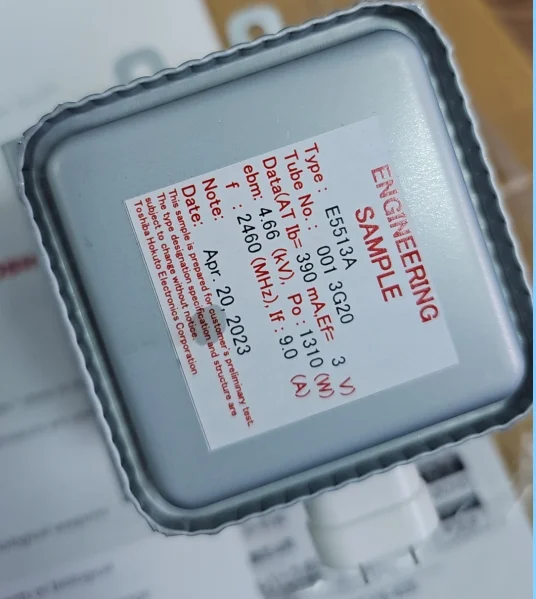 ENGINEERING
SAMPLE
Type : E5513A
Tube No. : 001 3G20
Data(AT Ib= 390 mA,Ef= 3 V)
ebm: 4.66 (kV), Po : 1310 (W)
f : 2460 (MHz), If : 9.0 (A)
Note:
Date: Apr. 20, 2023
This sample is prepared for customer's preliminary test.
The type designation specification and structure are
subject to change without notice.
Toshiba Hokuto Electronics Corporation